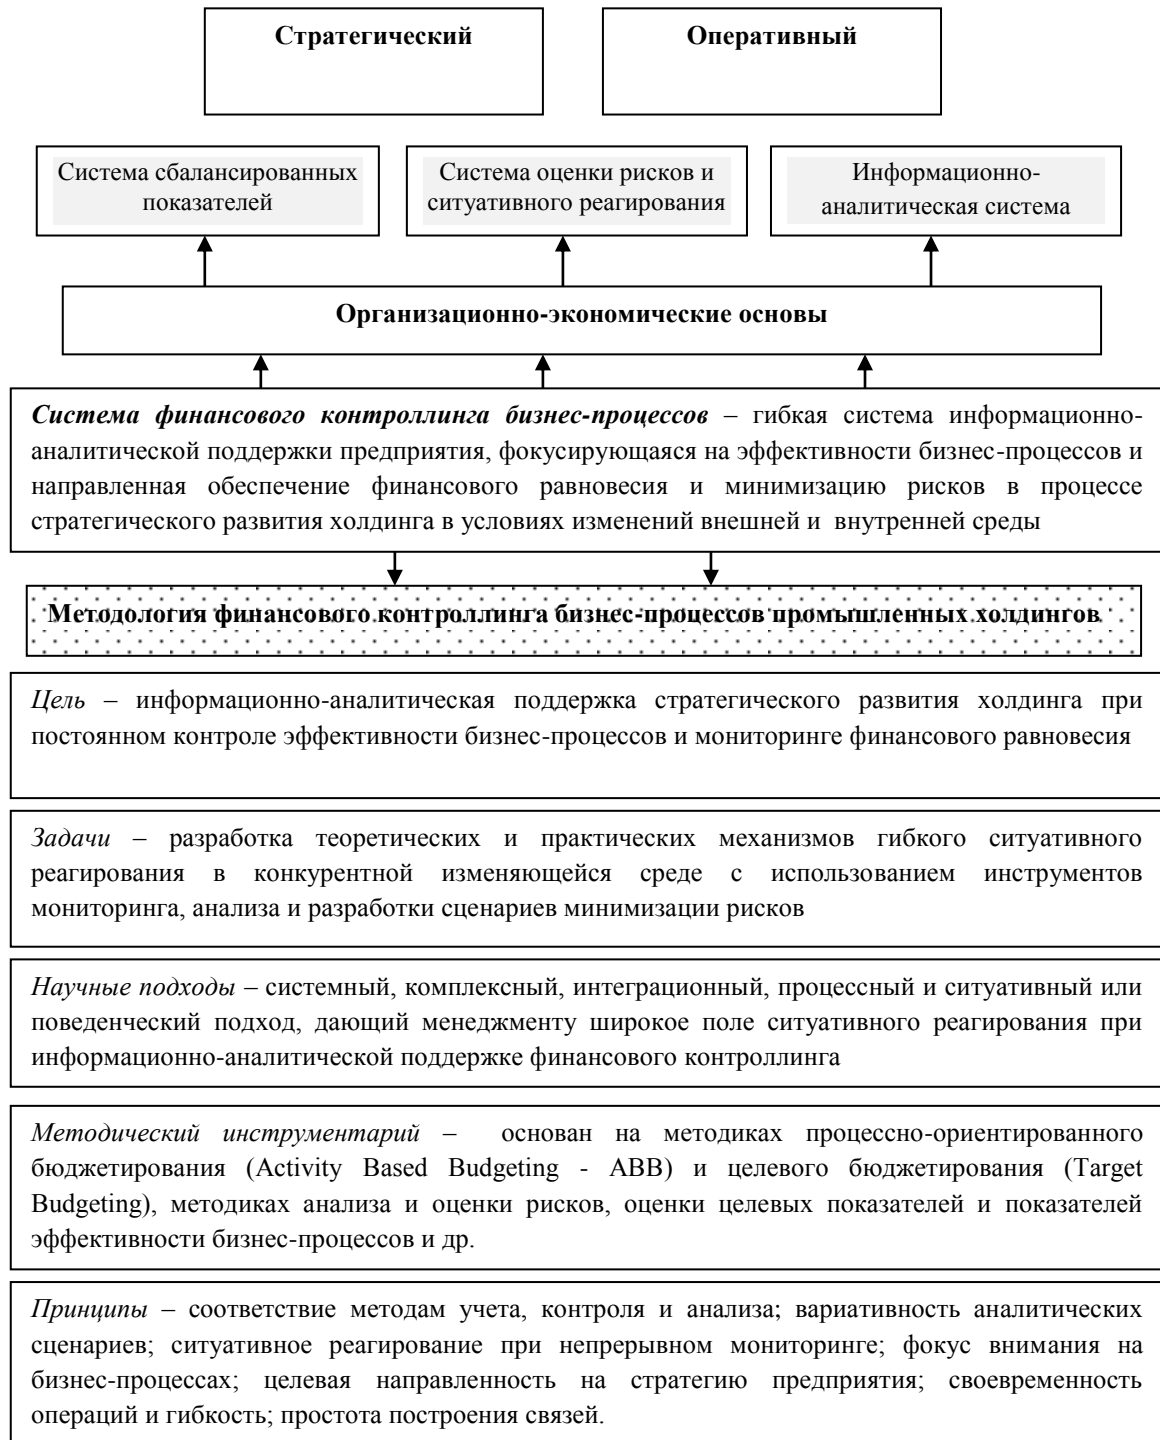 Стратегический
Оперативный
Система сбалансированных
показателей
Система оценки рисков и
ситуативного реагирования
Информационно-
аналитическая система
Организационно-экономические основы
Система финансового контроллинга бизнес-процессов – гибкая система информационно-
аналитической поддержки предприятия, фокусирующаяся на эффективности бизнес-процессов и
направленная обеспечение финансового равновесия и минимизацию рисков в процессе
стратегического развития холдинга в условиях изменений внешней и внутренней среды
Методология финансового контроллинга бизнес-процессов промышленных холдингов
Цель – информационно-аналитическая поддержка стратегического развития холдинга при
постоянном контроле эффективности бизнес-процессов и мониторинге финансового равновесия
Задачи – разработка теоретических и практических механизмов гибкого ситуативного
реагирования в конкурентной изменяющейся среде с использованием инструментов
мониторинга, анализа и разработки сценариев минимизации рисков
Научные подходы – системный, комплексный, интеграционный, процессный и ситуативный или
поведенческий подход, дающий менеджменту широкое поле ситуативного реагирования при
информационно-аналитической поддержке финансового контроллинга
Методический инструментарий – основан на методиках процессно-ориентированного
бюджетирования (Activity Based Budgeting - ABB) и целевого бюджетирования (Target
Budgeting), методиках анализа и оценки рисков, оценки целевых показателей и показателей
эффективности бизнес-процессов и др.
Принципы – соответствие методам учета, контроля и анализа; вариативность аналитических
сценариев; ситуативное реагирование при непрерывном мониторинге; фокус внимания на
бизнес-процессах; целевая направленность на стратегию предприятия; своевременность
операций и гибкость; простота построения связей.